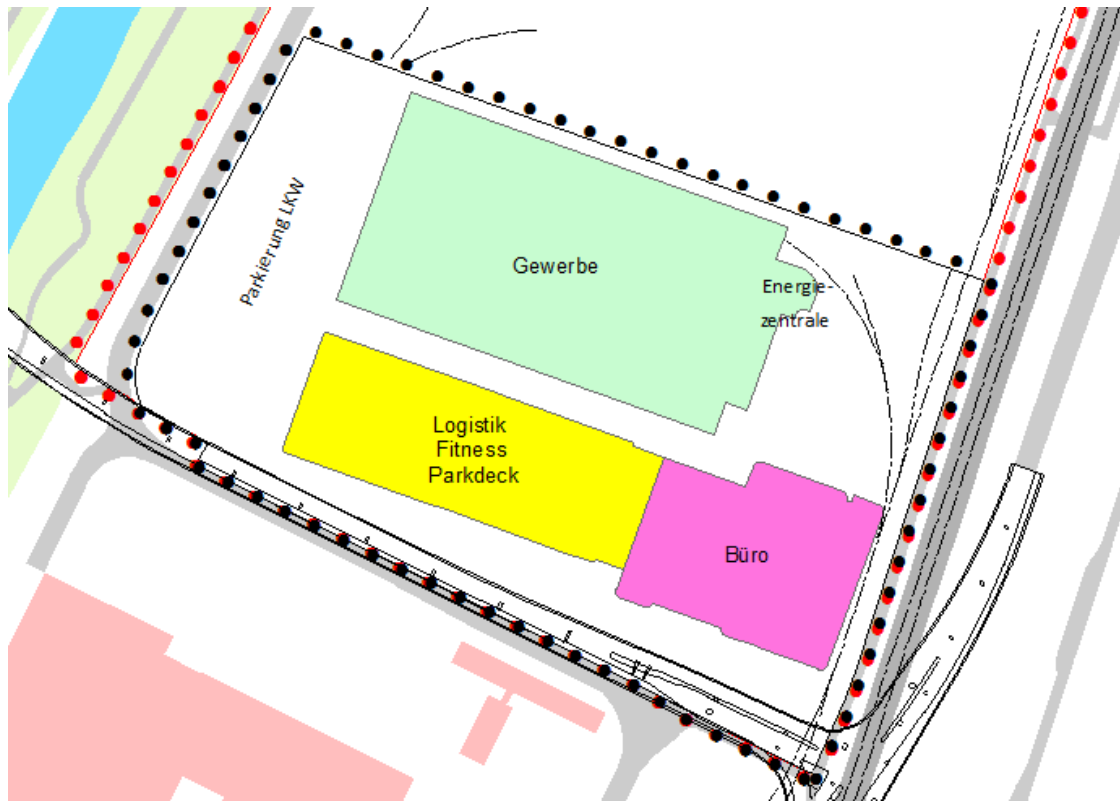 Parkierung LKW
Gewerbe
Energie-
zentrale
Logistik
Fitness
Parkdeck
Büro